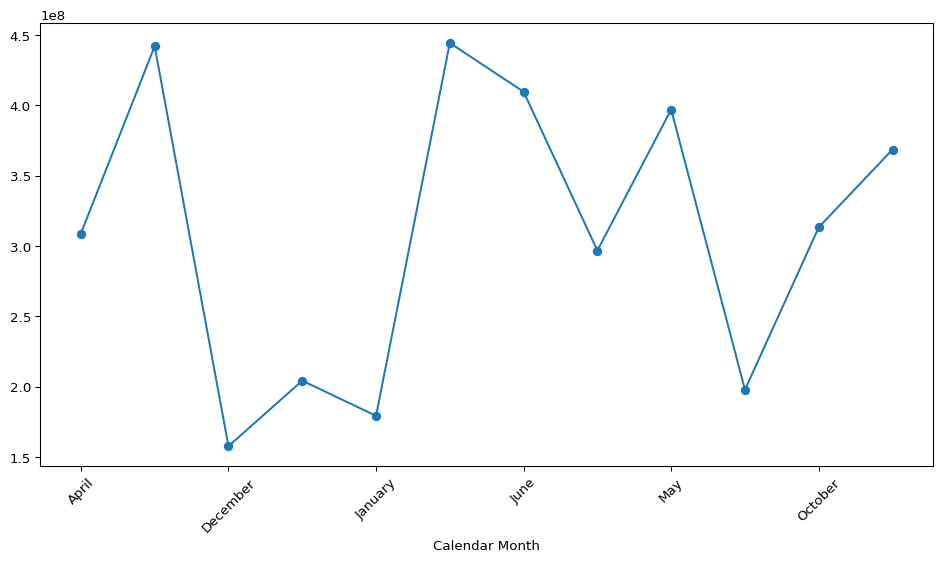 1e8
4.5
4.0
3.5
3.0
2.5
2.0
1.5
April
December
January
June
May
October
Calendar Month